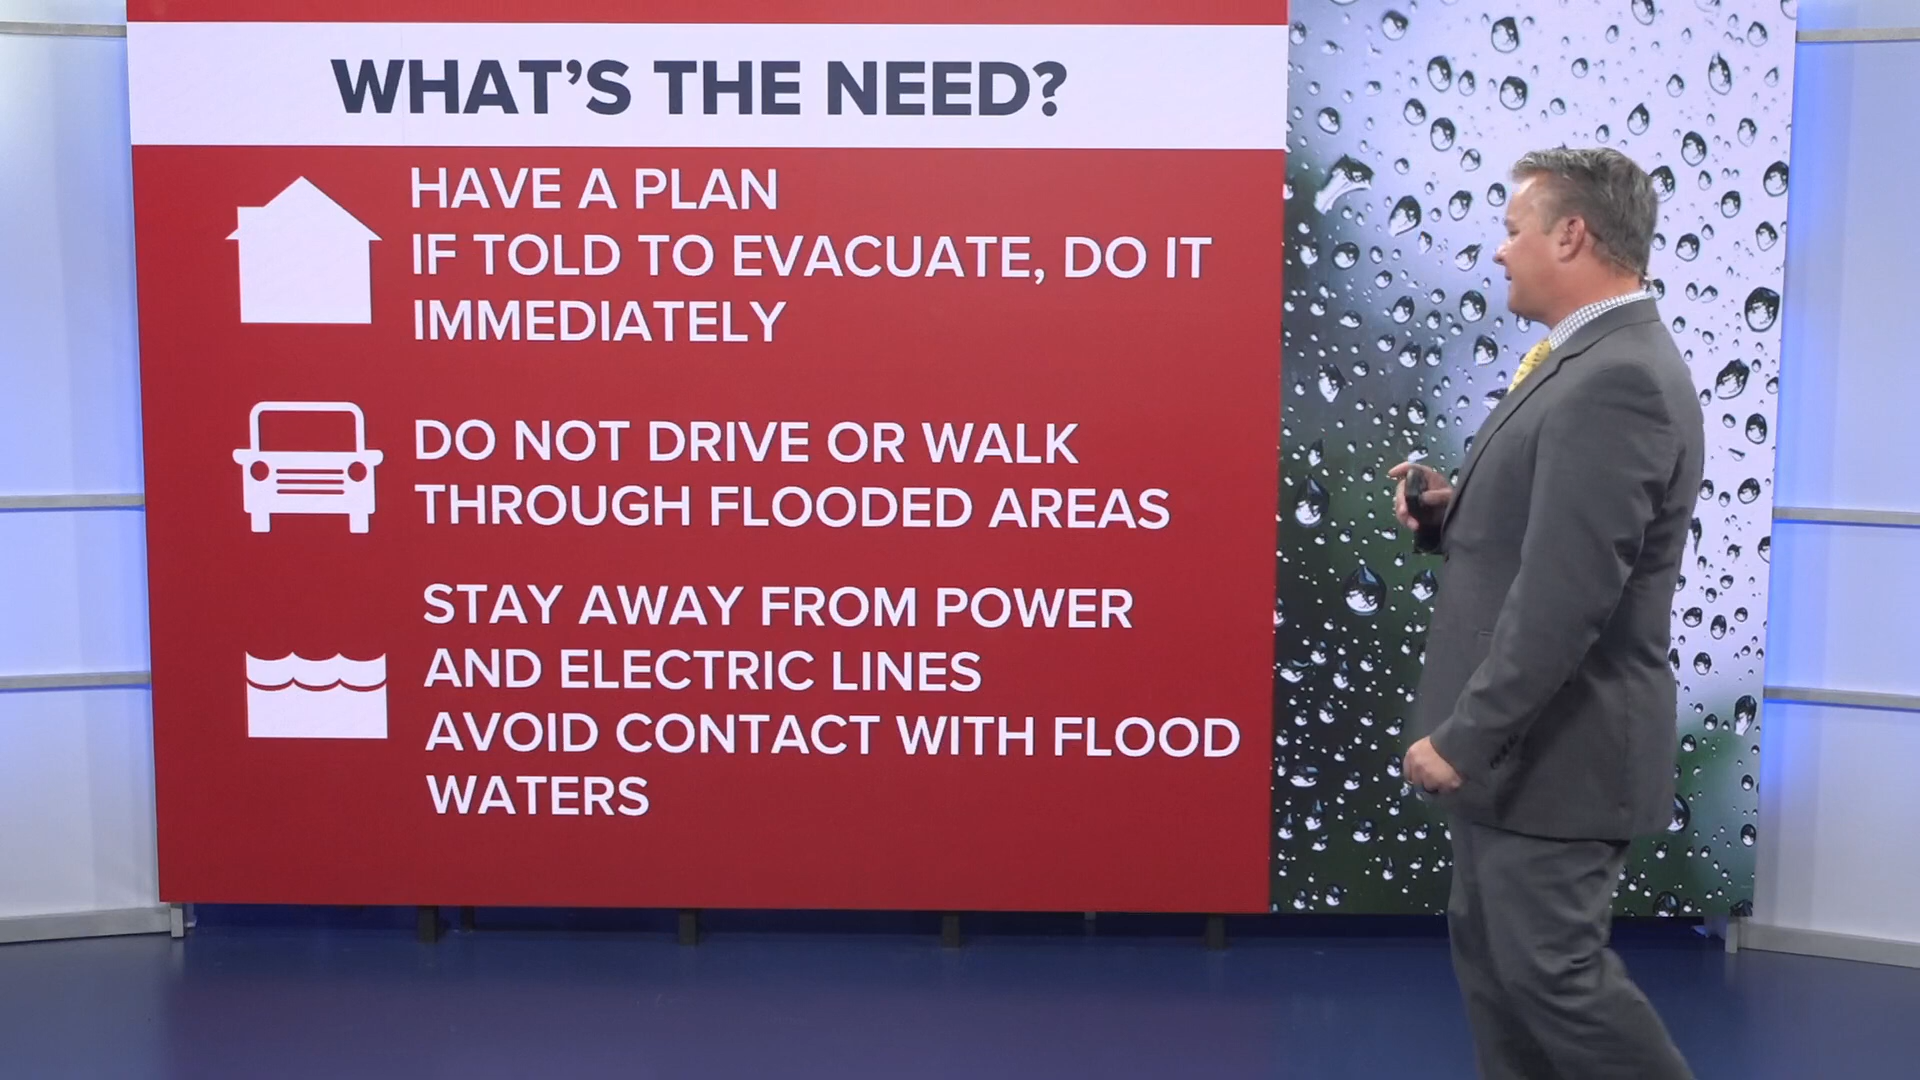 WHAT'S THE NEED?
HAVE A PLAN
IF TOLD TO EVACUATE, DO IT
IMMEDIATELY
DO NOT DRIVE OR WALK
THROUGH FLOODED AREAS
STAY AWAY FROM POWER
AND ELECTRIC LINES
AVOID CONTACT WITH FLOOD
WATERS